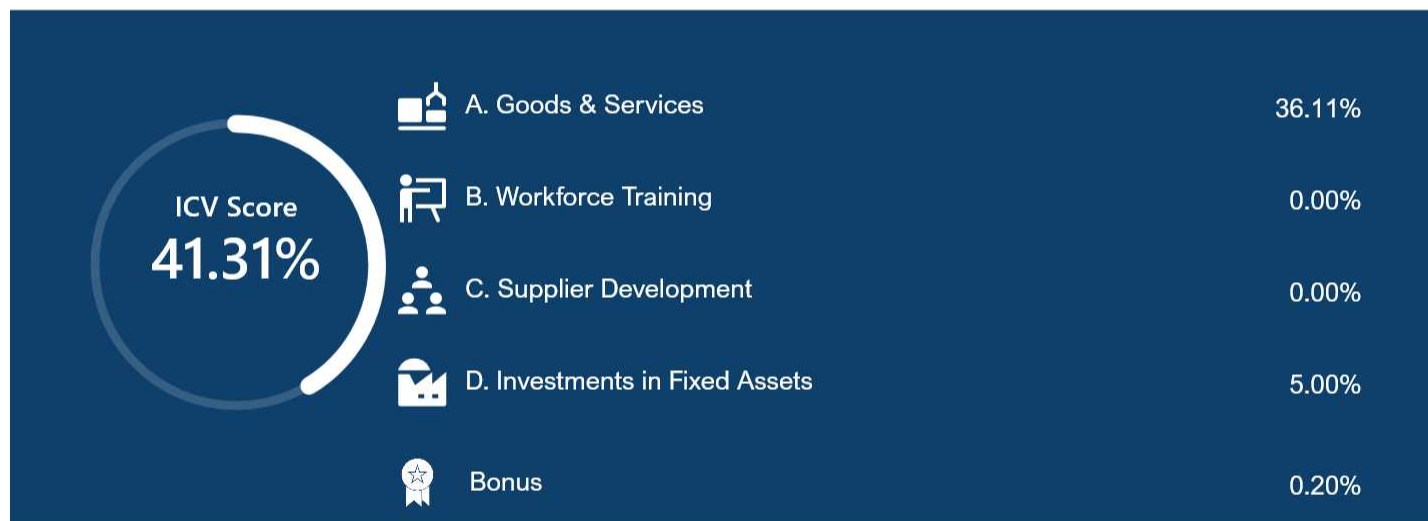 ICV Score
41.31%
A. Goods & Services 36.11%
B. Workforce Training 0.00%
C. Supplier Development 0.00%
D. Investments in Fixed Assets 5.00%
Bonus 0.20%